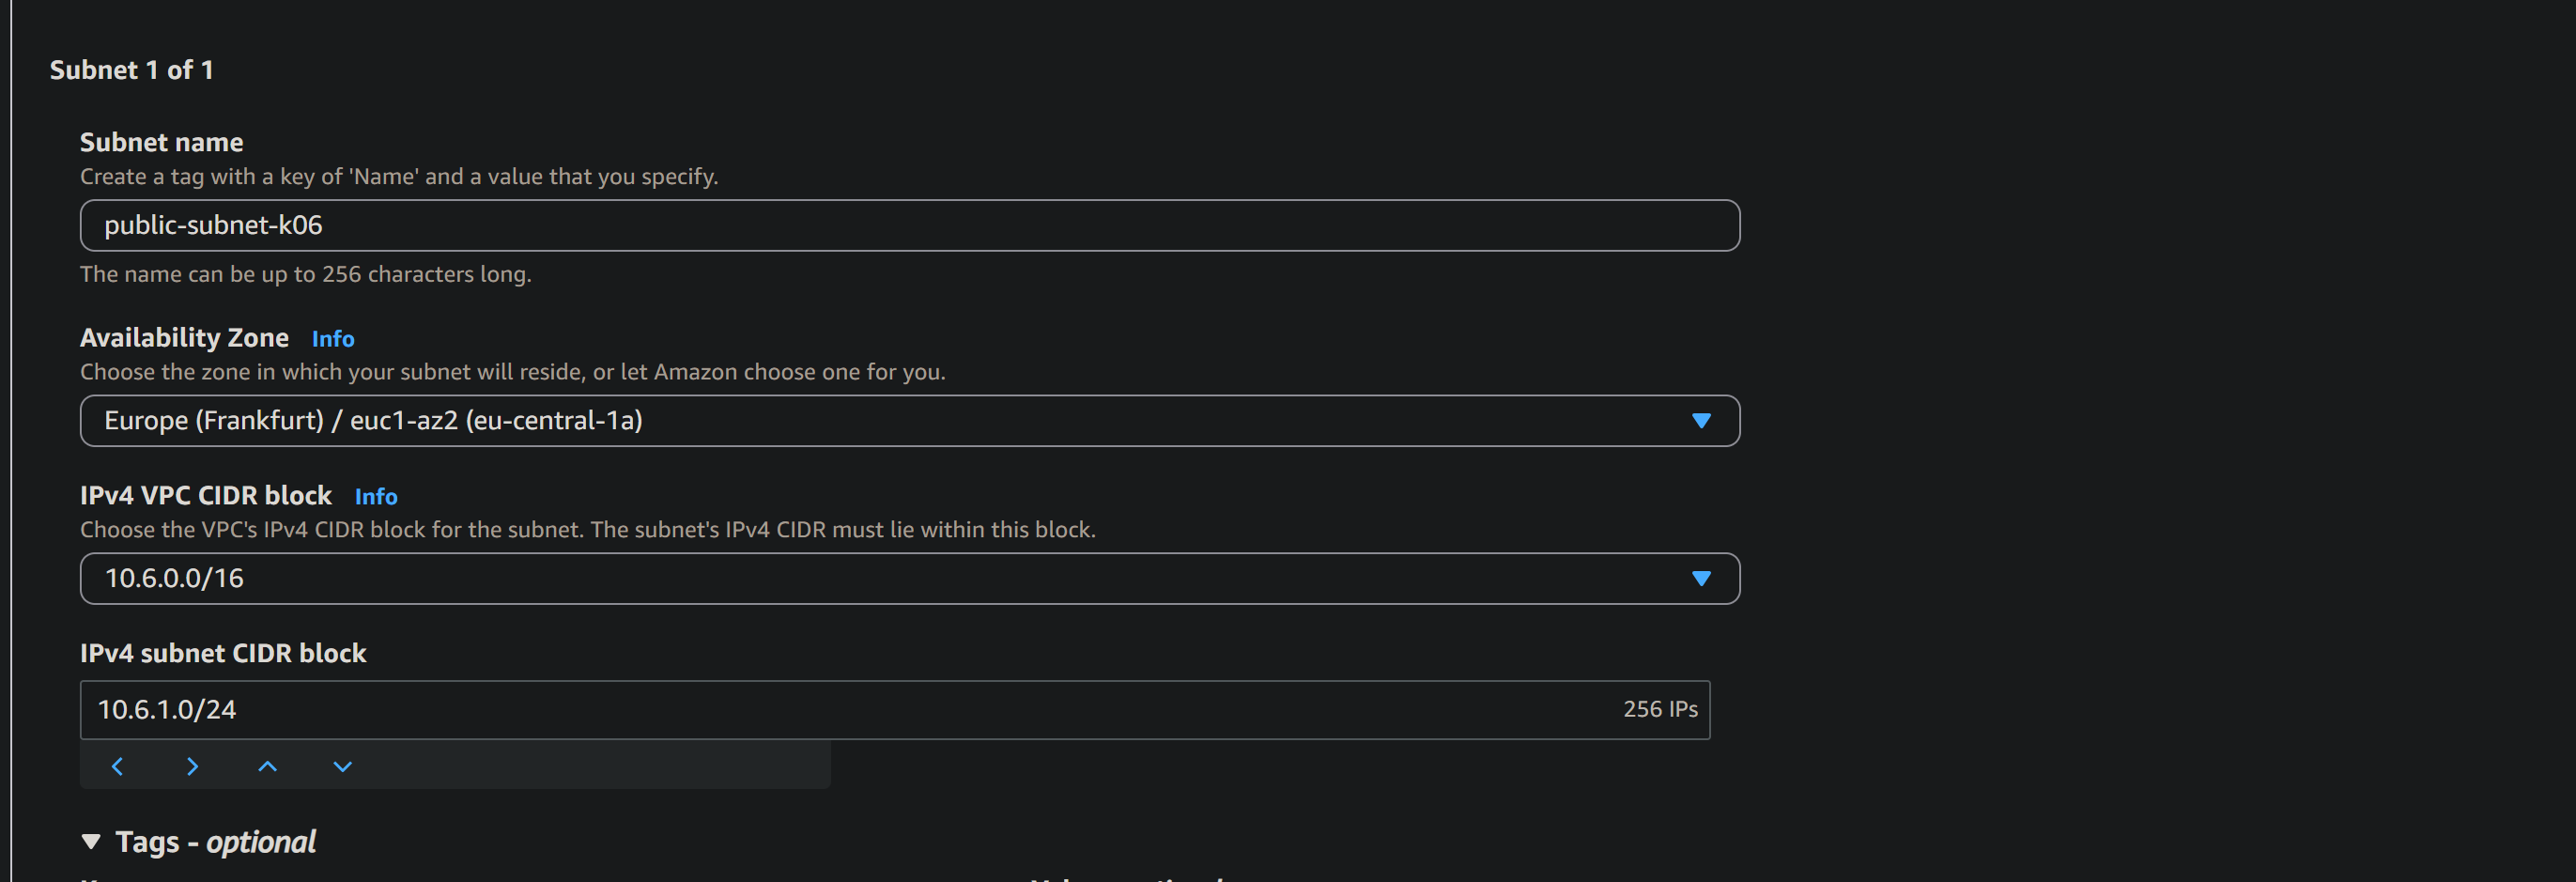 Subnet 1 of 1
Subnet name
Create a tag with a key of 'Name' and a value that you specify.
public-subnet-k06
The name can be up to 256 characters long.
Availability Zone Info
Choose the zone in which your subnet will reside, or let Amazon choose one for you.
Europe (Frankfurt) / euc1-az2 (eu-central-1a)
IPv4 VPC CIDR block Info
Choose the VPC's IPv4 CIDR block for the subnet. The subnet's IPv4 CIDR must lie within this block.
10.6.0.0/16
IPv4 subnet CIDR block
10.6.1.0/24 256 IPs
Tags - optional